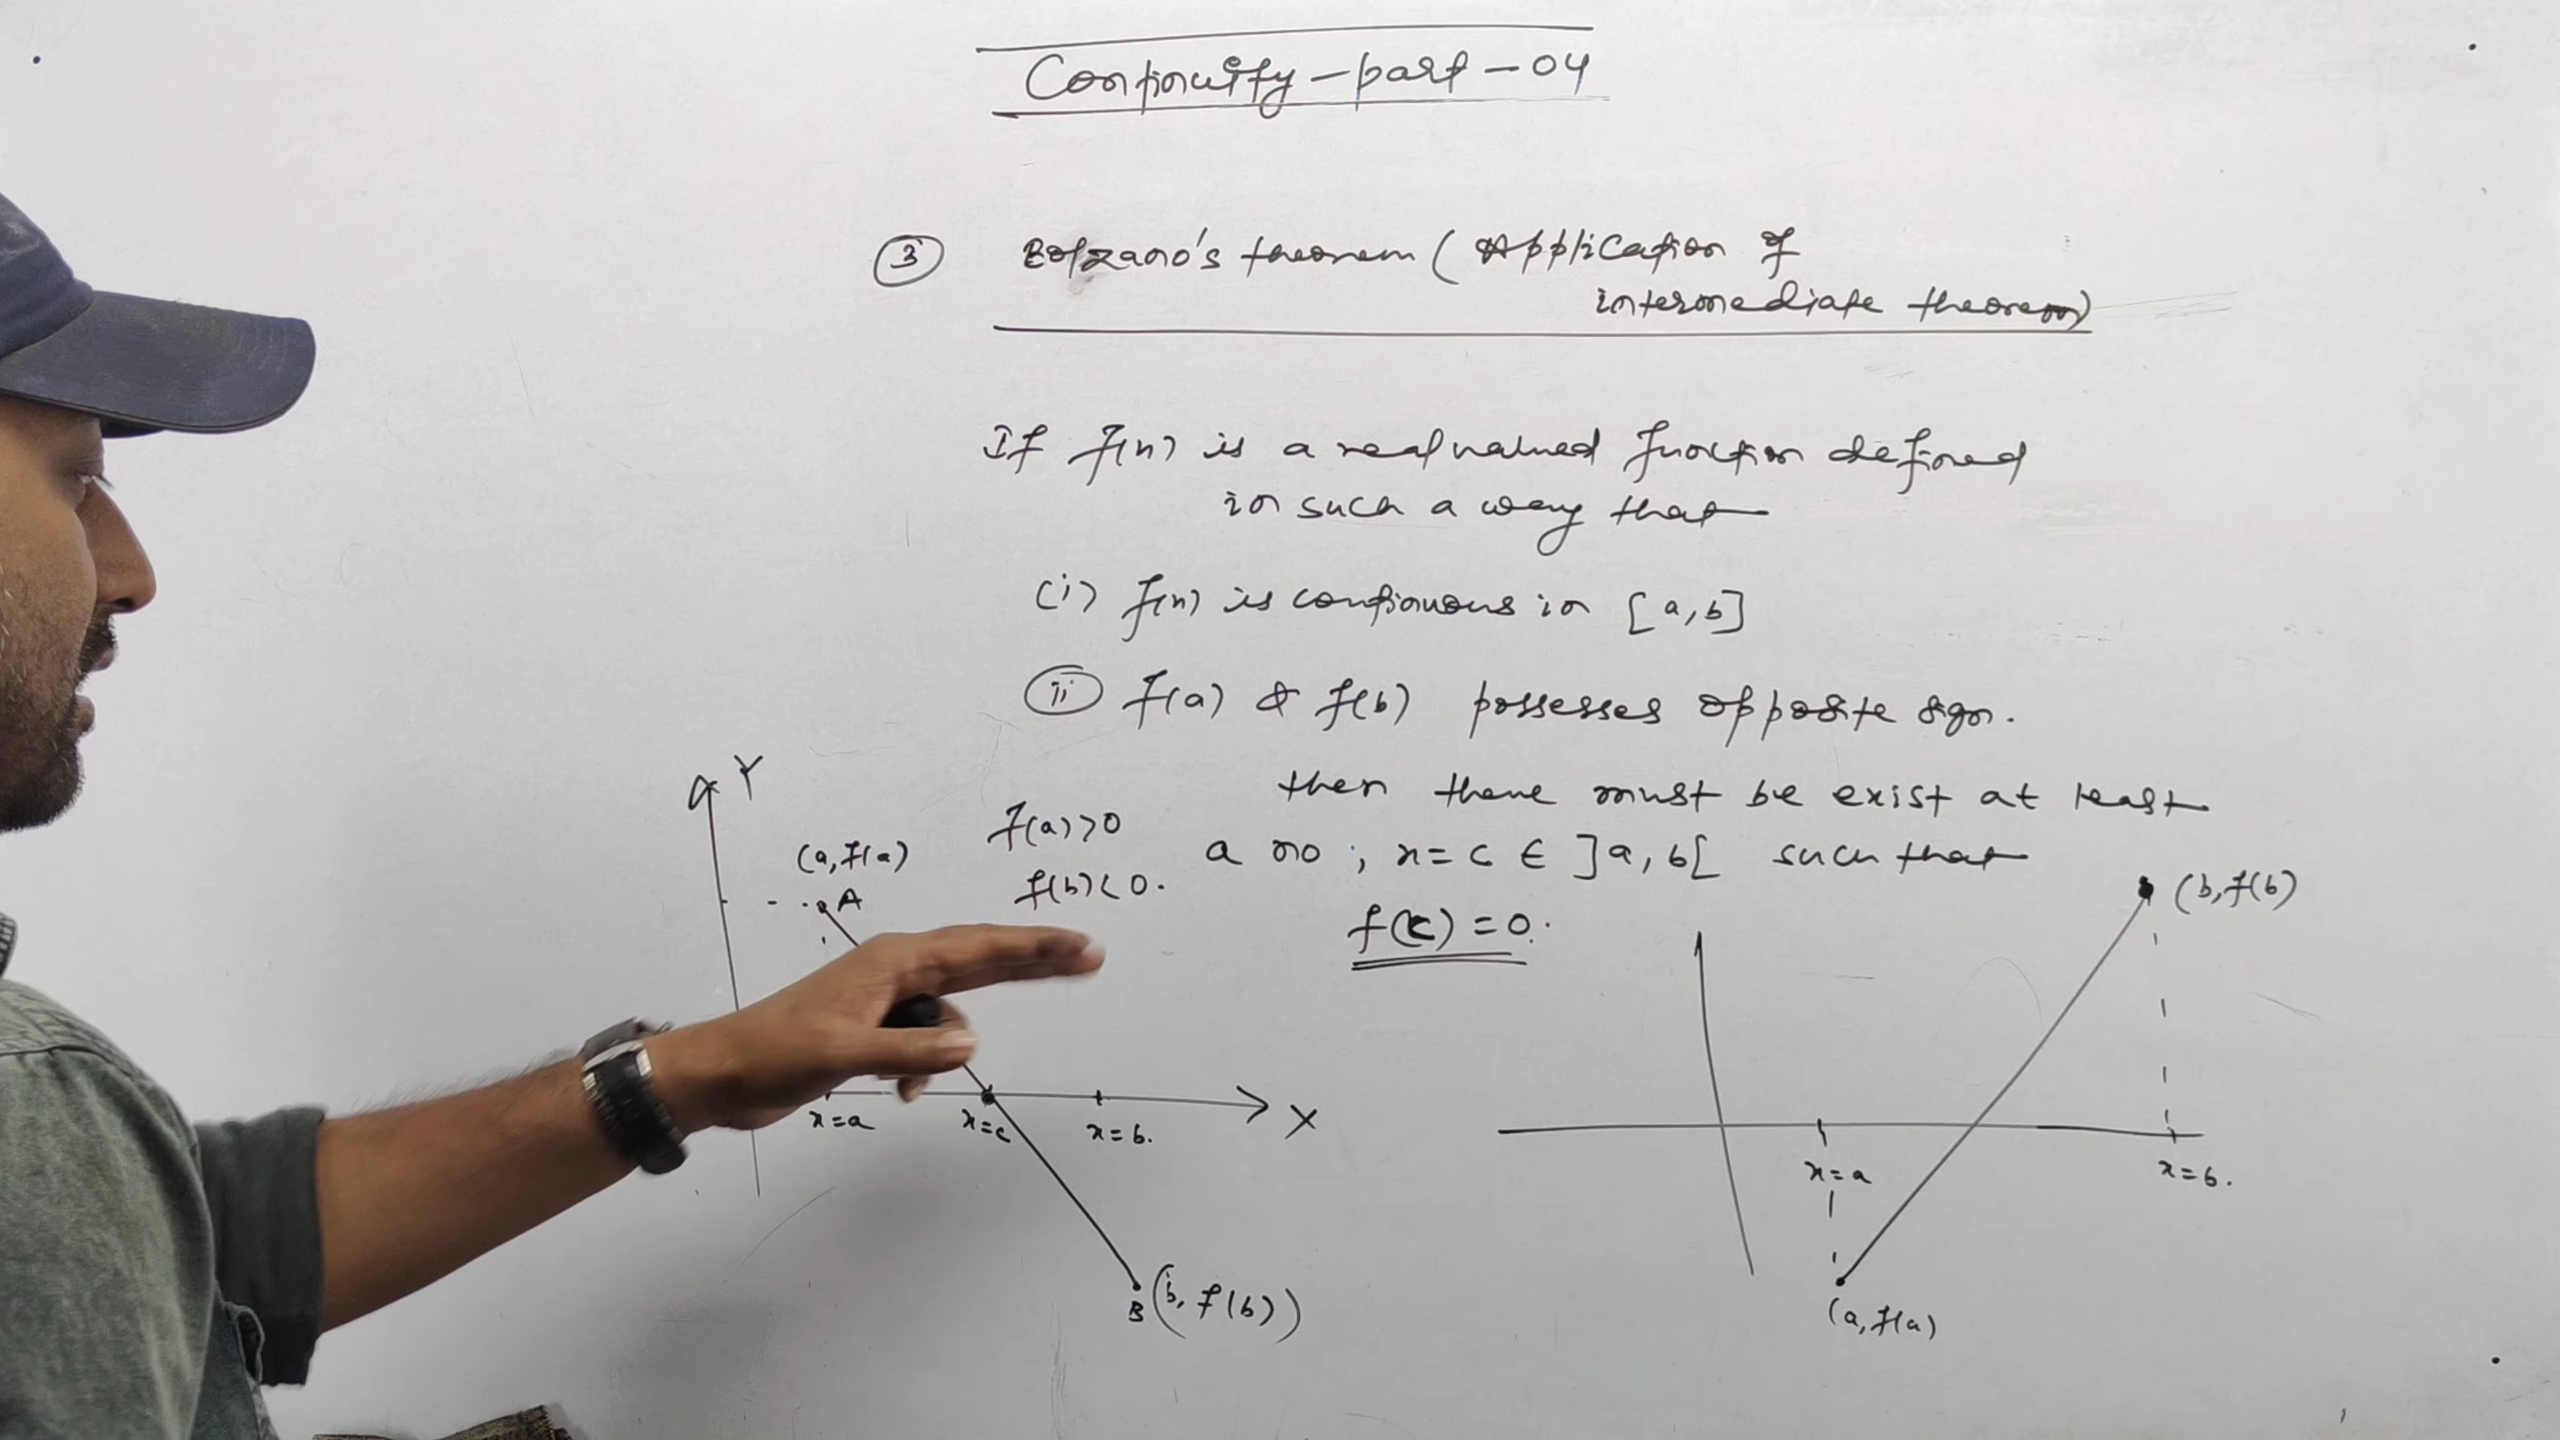 Continuity - part - 04
3 Bolzano's theorem ( Application of
intermediate theorem)
If f(x) is a real valued function defined
in such a way that
(i) f(x) is continuous in [a,b]
ii f(a) & f(b) possesses opposite sign.
then there must be exist at least
a no ; x = c ∈ ]a, b[ such that
f(c) = 0.
Y
(a, f(a)
A
f(a) > 0
f(b) < 0.
x=a
x=c
x=b.
X
B (b, f(b))
(b, f(b)
x=a
x=b.
(a, f(a)